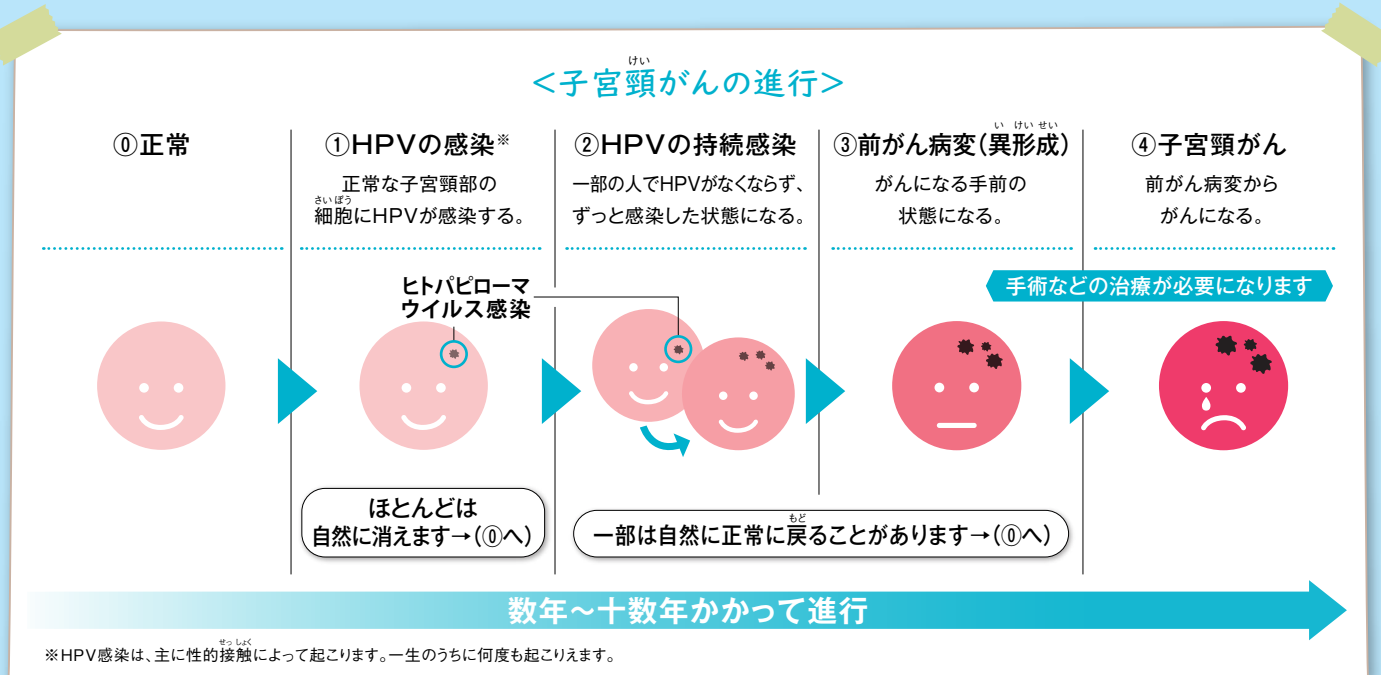 <子宮頸がんの進行>
けい
⓪正常
①HPVの感染※
正常な子宮頸部の
さいぼう
細胞にHPVが感染する。
②HPVの持続感染
一部の人でHPVがなくならず、
ずっと感染した状態になる。
い けい せい
③前がん病変(異形成)
がんになる手前の
状態になる。
④子宮頸がん
前がん病変から
がんになる。
ヒトパピローマ
ウイルス感染
手術などの治療が必要になります
ほとんどは
自然に消えます→(⓪へ)
もど
一部は自然に正常に戻ることがあります→(⓪へ)
数年～十数年かかって進行
せっしょく
※HPV感染は、主に性的接触によって起こります。一生のうちに何度も起こりえます。